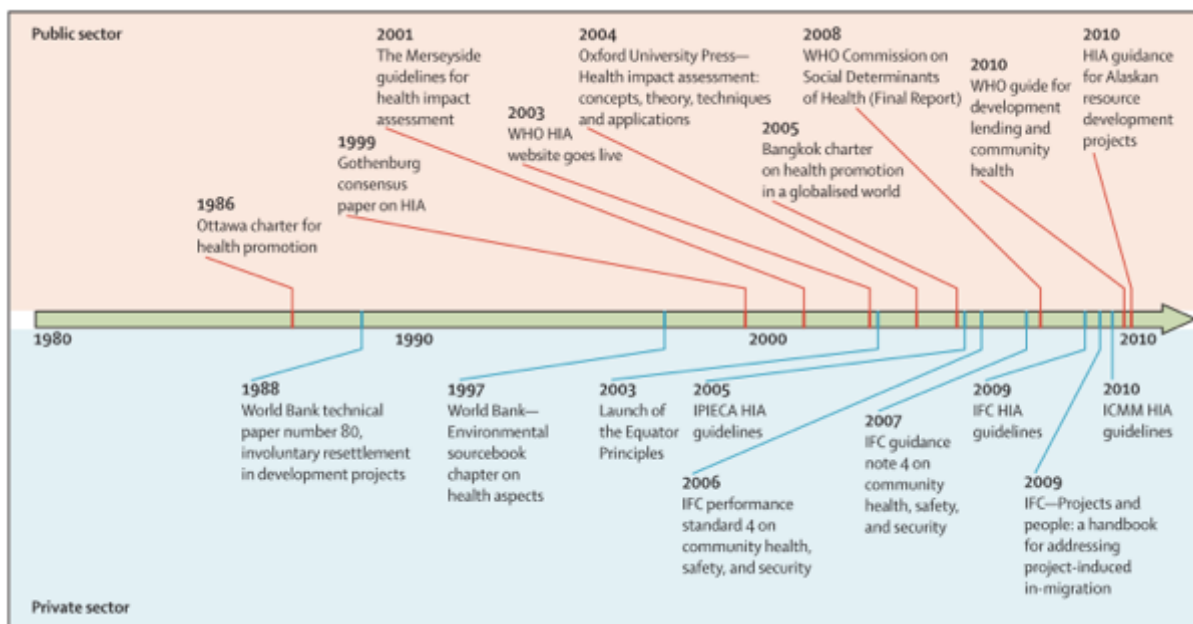 Public sector
2001
The Merseyside
guidelines for
health impact
assessment
2004
Oxford University Press—
Health impact assessment:
concepts, theory, techniques
and applications
2008
WHO Commission on
Social Determinants
of Health (Final Report)
2010
WHO guide for
development
lending and
community
health
2010
HIA guidance
for Alaskan
resource
development
projects
1999
Gothenburg
consensus
paper on HIA
2003
WHO HIA
website goes live
2005
Bangkok charter
on health promotion
in a globalised world
1986
Ottawa charter for
health promotion
1980
1990
2000
2010
1988
World Bank technical
paper number 80,
involuntary resettlement
in development projects
1997
World Bank—
Environmental
sourcebook
chapter on
health aspects
2003
Launch of
the Equator
Principles
2005
IPIECA HIA
guidelines
2006
IFC performance
standard 4 on
community health,
safety, and security
2007
IFC guidance
note 4 on
community
health, safety,
and security
2009
IFC HIA
guidelines
2009
IFC—Projects and
people: a handbook
for addressing
project-induced
in-migration
2010
ICMM HIA
guidelines
Private sector